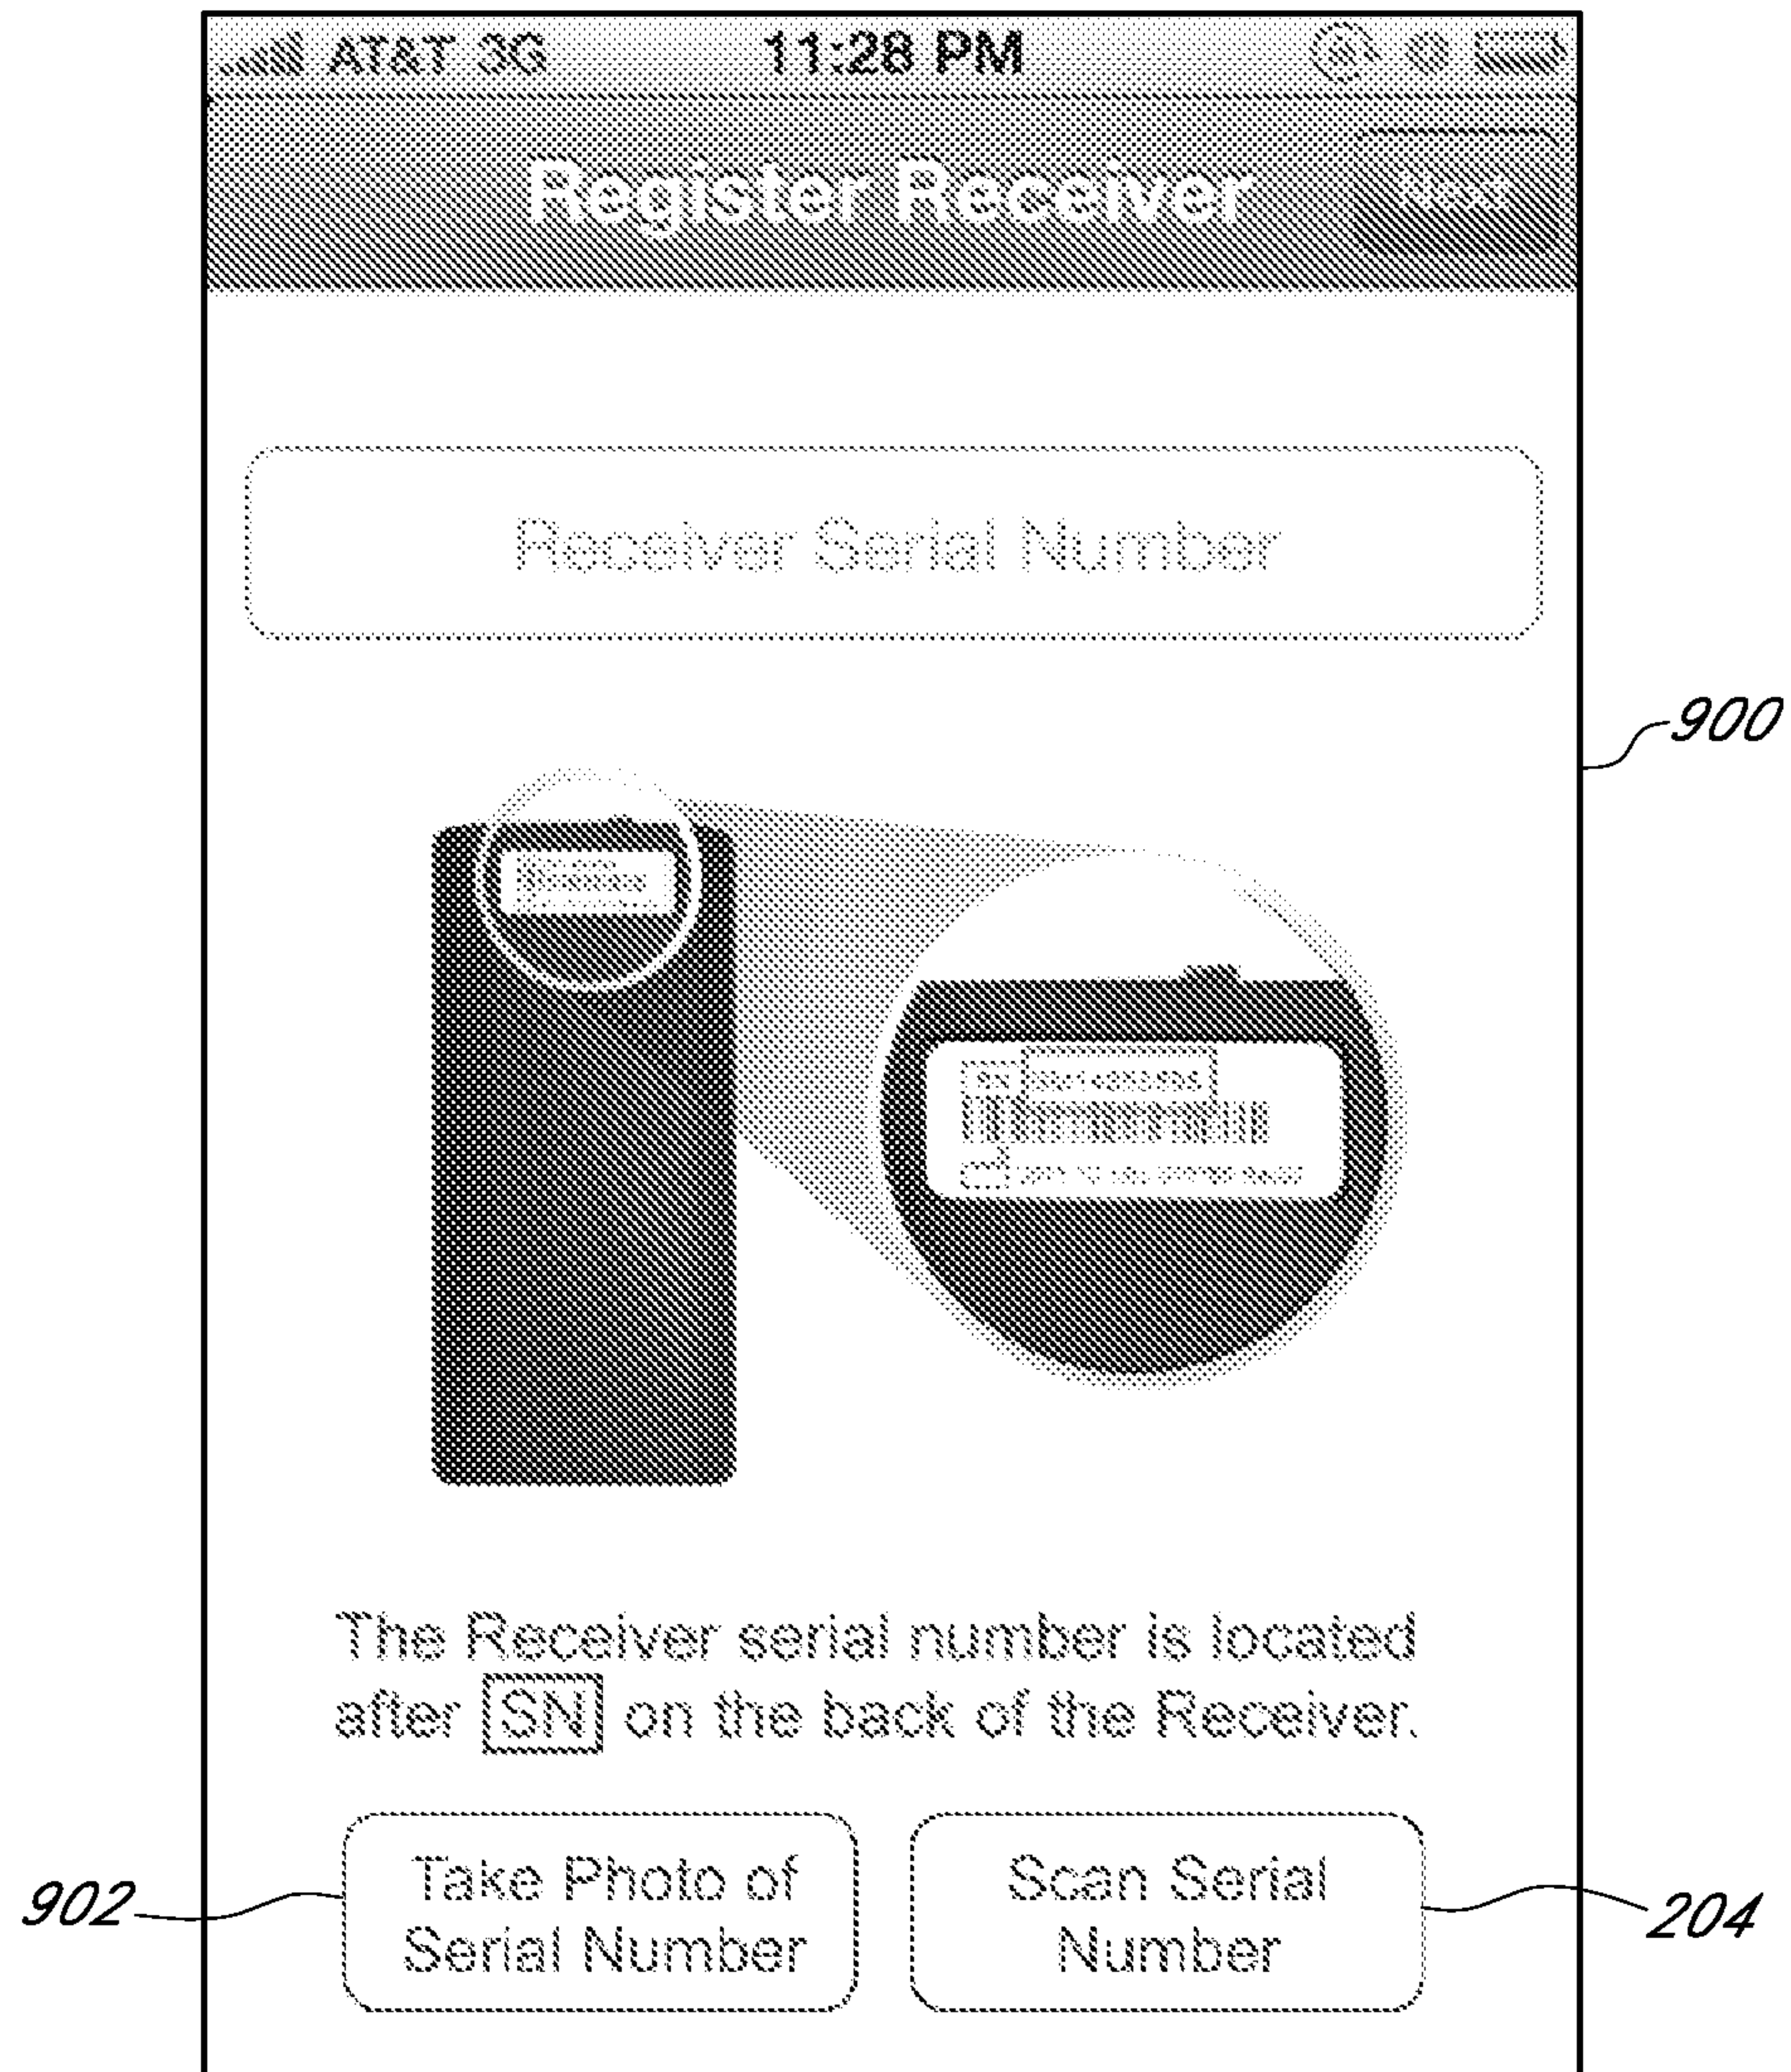 AT&T 3G 11:28 PM
Register Receiver Next
Receiver Serial Number
900
The Receiver serial number is located
after SN on the back of the Receiver.
902
Take Photo of
Serial Number
Scan Serial
Number
204